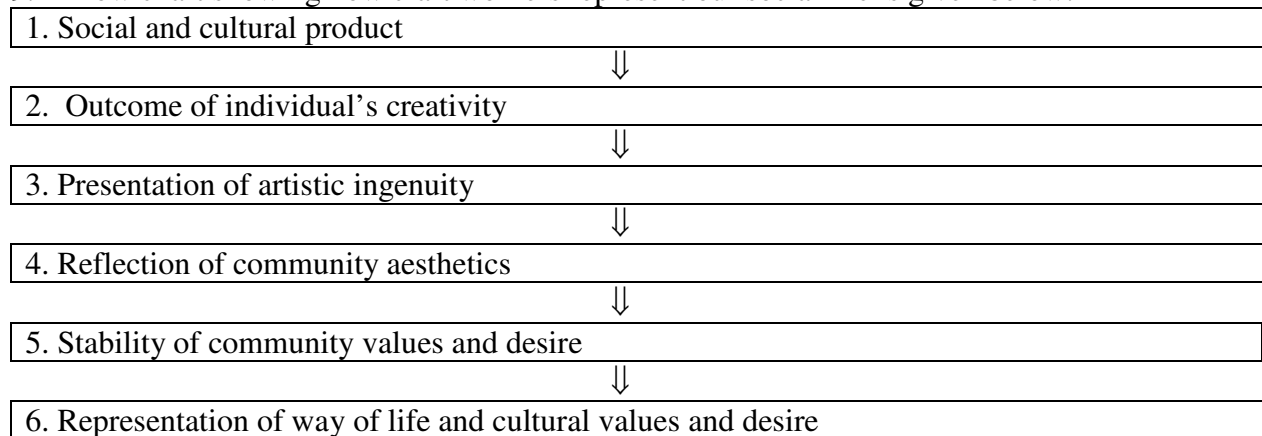 1. Social and cultural product
⇓
2. Outcome of individual's creativity
⇓
3. Presentation of artistic ingenuity
⇓
4. Reflection of community aesthetics
⇓
5. Stability of community values and desire
⇓
6. Representation of way of life and cultural values and desire